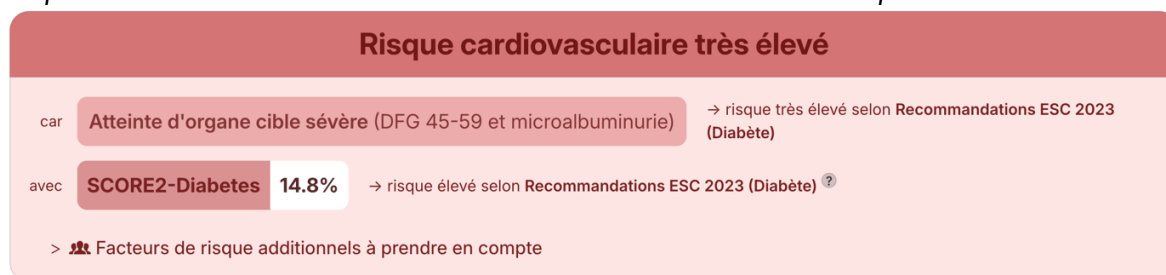 Risque cardiovasculaire très élevé
car Atteinte d'organe cible sévère (DFG 45-59 et microalbuminurie) → risque très élevé selon Recommandations ESC 2023
(Diabète)
avec SCORE2-Diabetes 14.8% → risque élevé selon Recommandations ESC 2023 (Diabète) ?
> Facteurs de risque additionnels à prendre en compte